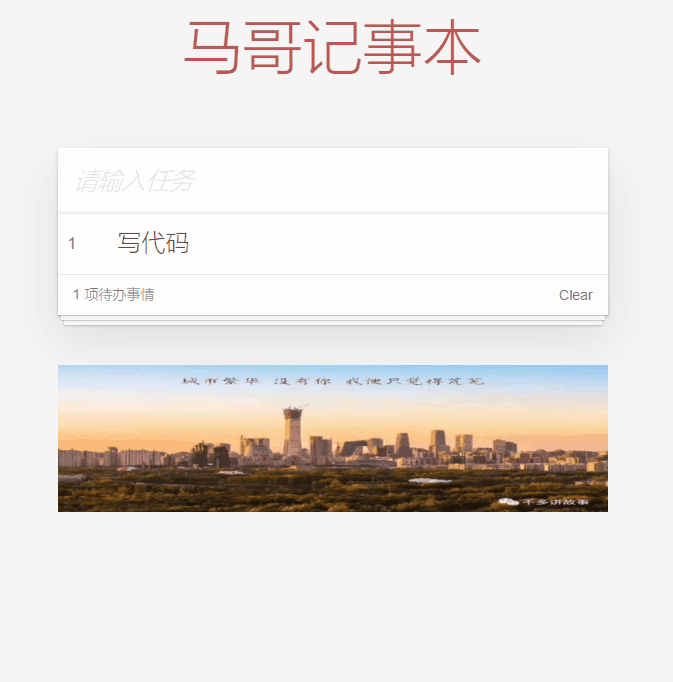 马哥记事本
请输入任务
1 写代码
1 项待办事情 Clear
城市繁华 没有你 我便只觉得荒芜
不多讲故事